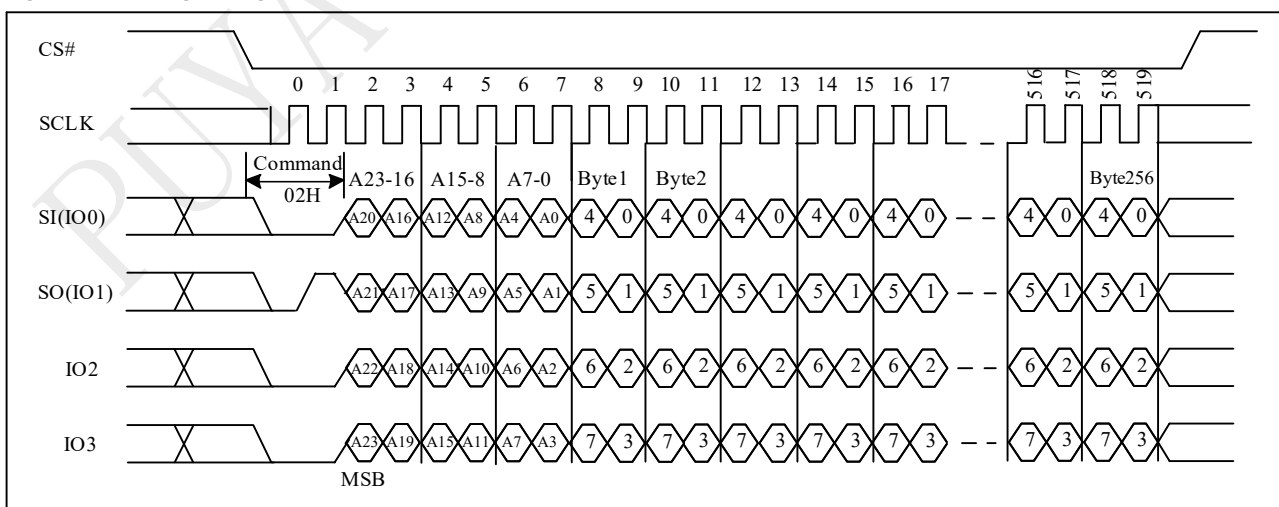 PUYA
CS#
0 1 2 3 4 5 6 7 8 9 10 11 12 13 14 15 16 17 516 517 518 519
SCLK
Command
A23-16 A15-8 A7-0 Byte1 Byte2 Byte256
02H
SI(IO0) A20 A16 A12 A8 A4 A0 4 0 4 0 4 0 4 0 4 0 4 0 4 0
SO(IO1) A21 A17 A13 A9 A5 A1 5 1 5 1 5 1 5 1 5 1 5 1 5 1
IO2 A22 A18 A14 A10 A6 A2 6 2 6 2 6 2 6 2 6 2 6 2 6 2
IO3 A23 A19 A15 A11 A7 A3 7 3 7 3 7 3 7 3 7 3 7 3 7 3
MSB